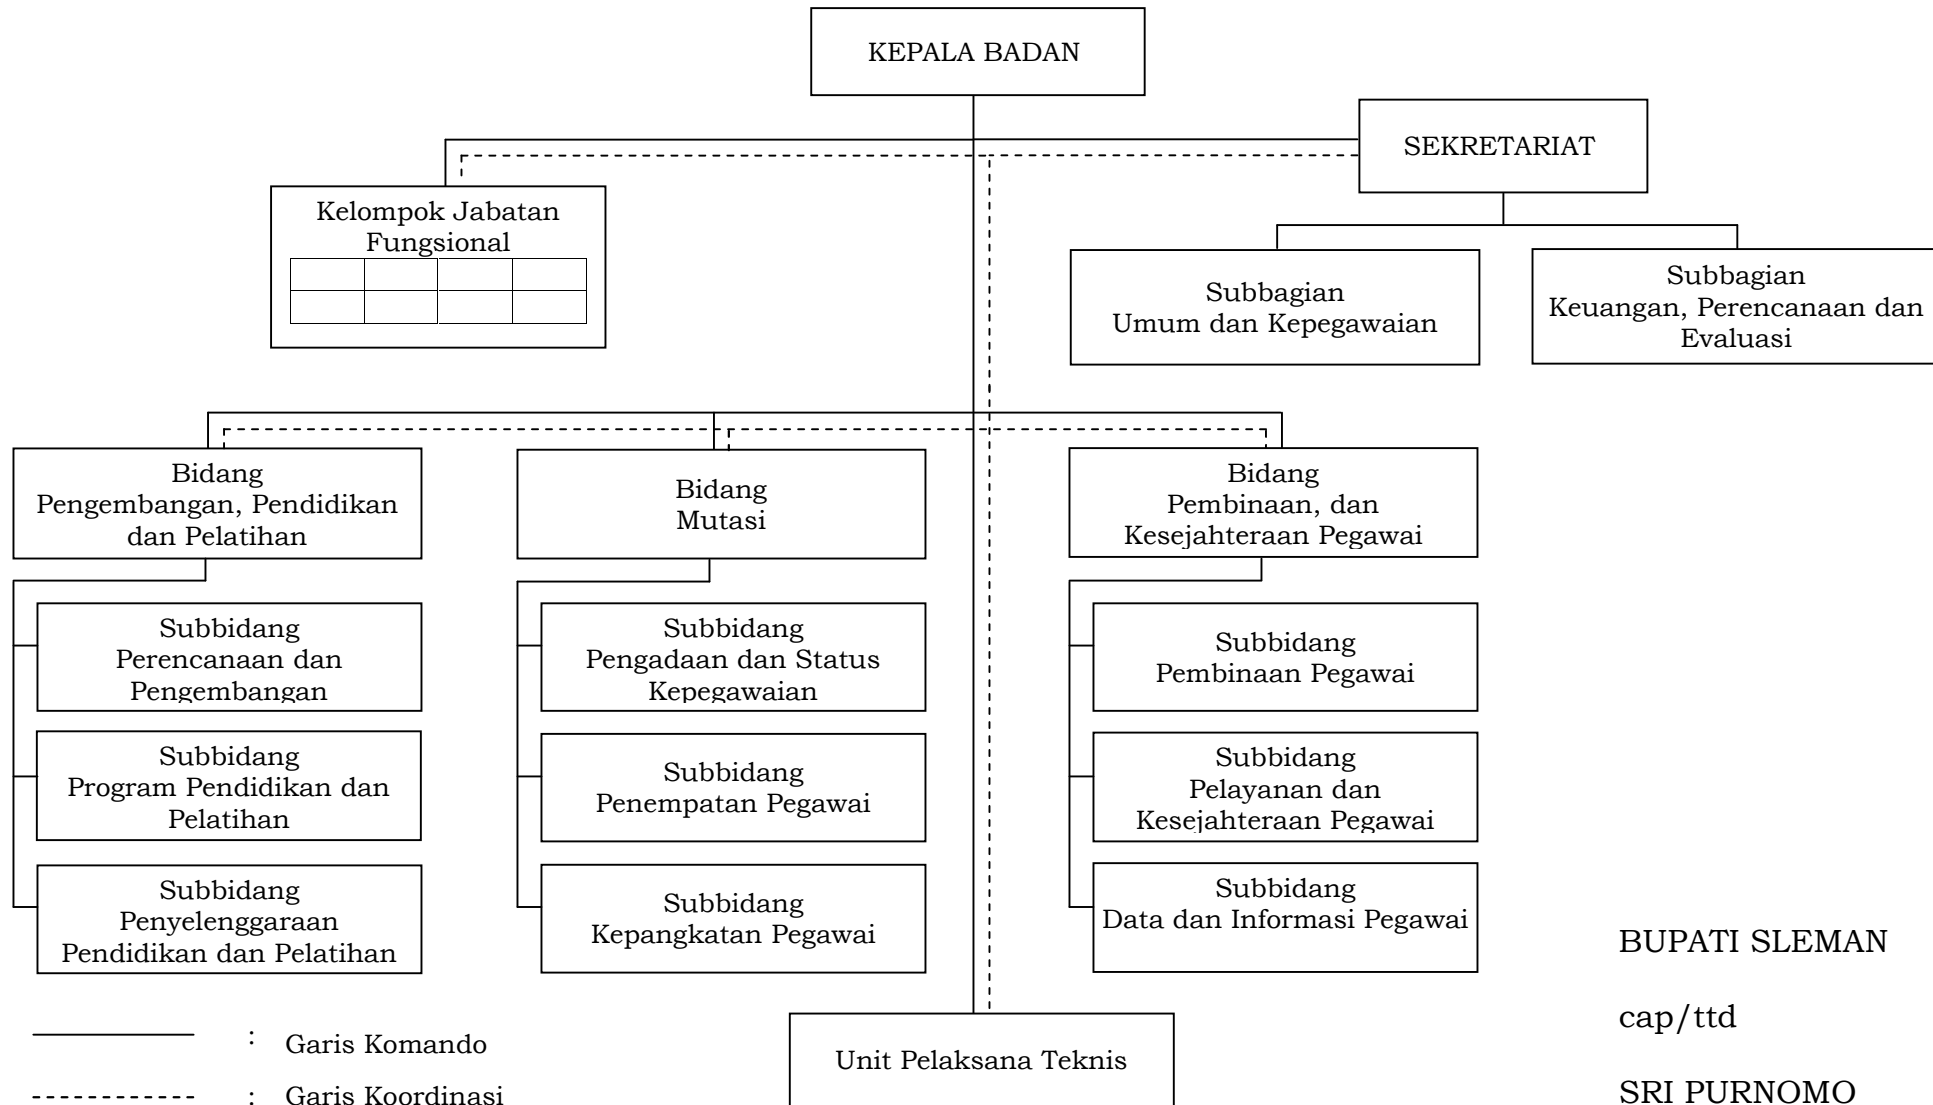 KEPALA BADAN
SEKRETARIAT
Kelompok Jabatan
Fungsional
Subbagian
Umum dan Kepegawaian
Subbagian
Keuangan, Perencanaan dan
Evaluasi
Bidang
Pengembangan, Pendidikan
dan Pelatihan
Bidang
Mutasi
Bidang
Pembinaan, dan
Kesejahteraan Pegawai
Subbidang
Perencanaan dan
Pengembangan
Subbidang
Pengadaan dan Status
Kepegawaian
Subbidang
Pembinaan Pegawai
Subbidang
Program Pendidikan dan
Pelatihan
Subbidang
Penempatan Pegawai
Subbidang
Pelayanan dan
Kesejahteraan Pegawai
Subbidang
Penyelenggaraan
Pendidikan dan Pelatihan
Subbidang
Kepangkatan Pegawai
Subbidang
Data dan Informasi Pegawai
Unit Pelaksana Teknis
: Garis Komando
: Garis Koordinasi
BUPATI SLEMAN
cap/ttd
SRI PURNOMO